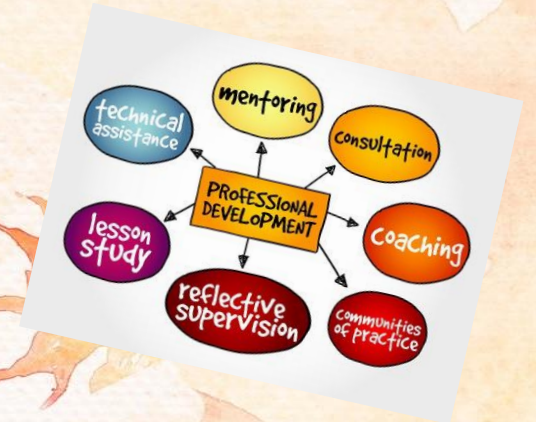 mentoring
technical
assistance
consultation
PROFESSIONAL
DEVELOPMENT
lesson
study
coaching
reflective
supervision
communities
of practice